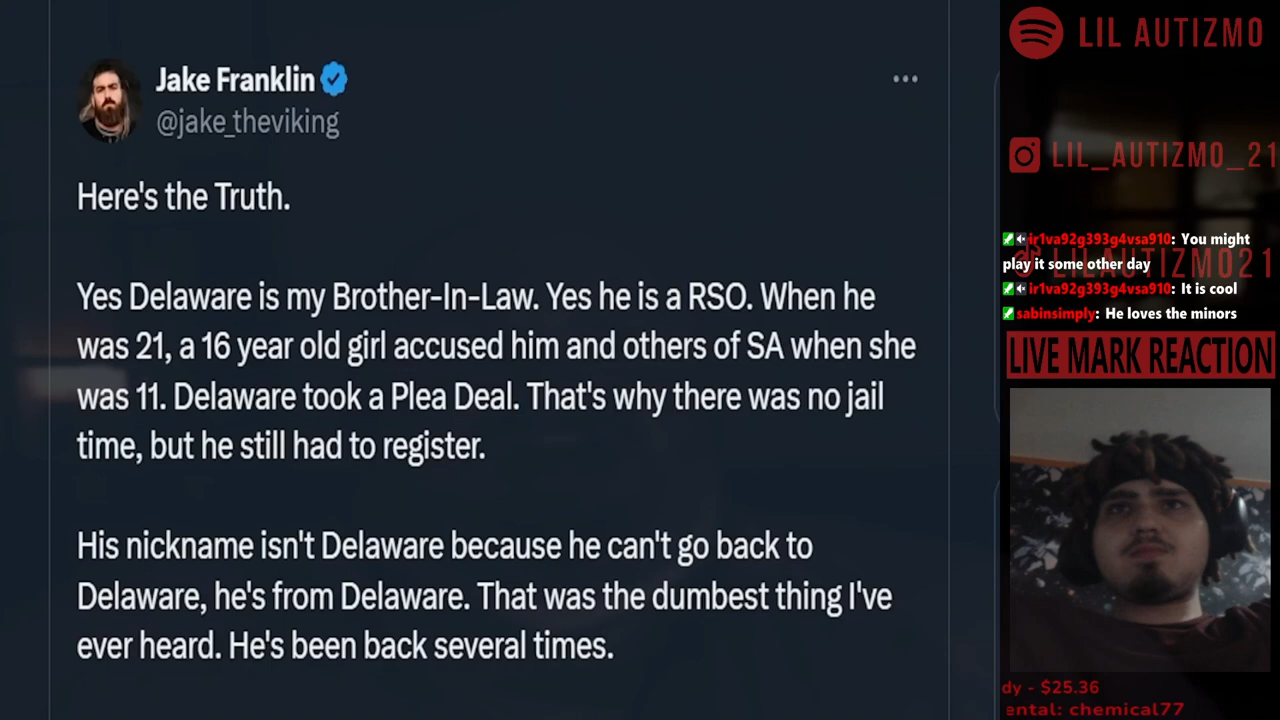 Jake Franklin
@jake_theviking
Here's the Truth.
Yes Delaware is my Brother-In-Law. Yes he is a RSO. When he
was 21, a 16 year old girl accused him and others of SA when she
was 11. Delaware took a Plea Deal. That's why there was no jail
time, but he still had to register.
His nickname isn't Delaware because he can't go back to
Delaware, he's from Delaware. That was the dumbest thing I've
ever heard. He's been back several times.
LIL AUTIZMO
LIL_AUTIZMO_21
ir1va92g393g4vsa910: You might
play it some other day
LILAUTIZMO21
ir1va92g393g4vsa910: It is cool
sabinsimply: He loves the minors
LIVE MARK REACTION
dy - $25.36
ental: chemical77